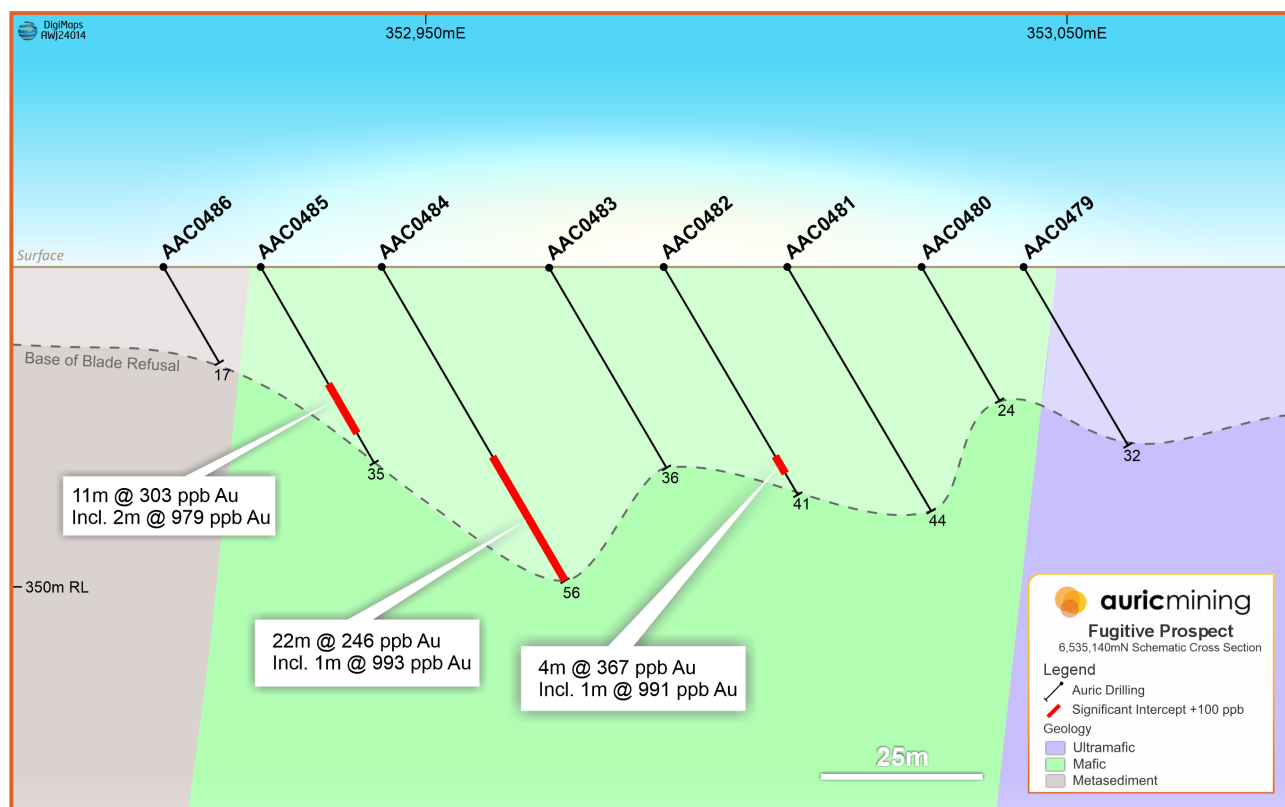 DigiMaps
AWJ24014
352,950mE
353,050mE
AAC0486
AAC0485
AAC0484
AAC0483
AAC0482
AAC0481
AAC0480
AAC0479
Surface
Base of Blade Refusal
17
35
56
36
41
44
24
32
11m @ 303 ppb Au
Incl. 2m @ 979 ppb Au
22m @ 246 ppb Au
Incl. 1m @ 993 ppb Au
4m @ 367 ppb Au
Incl. 1m @ 991 ppb Au
350m RL
25m
auricmining
Fugitive Prospect
6,535,140mN Schematic Cross Section
Legend
Auric Drilling
Significant Intercept +100 ppb
Geology
Ultramafic
Mafic
Metasediment